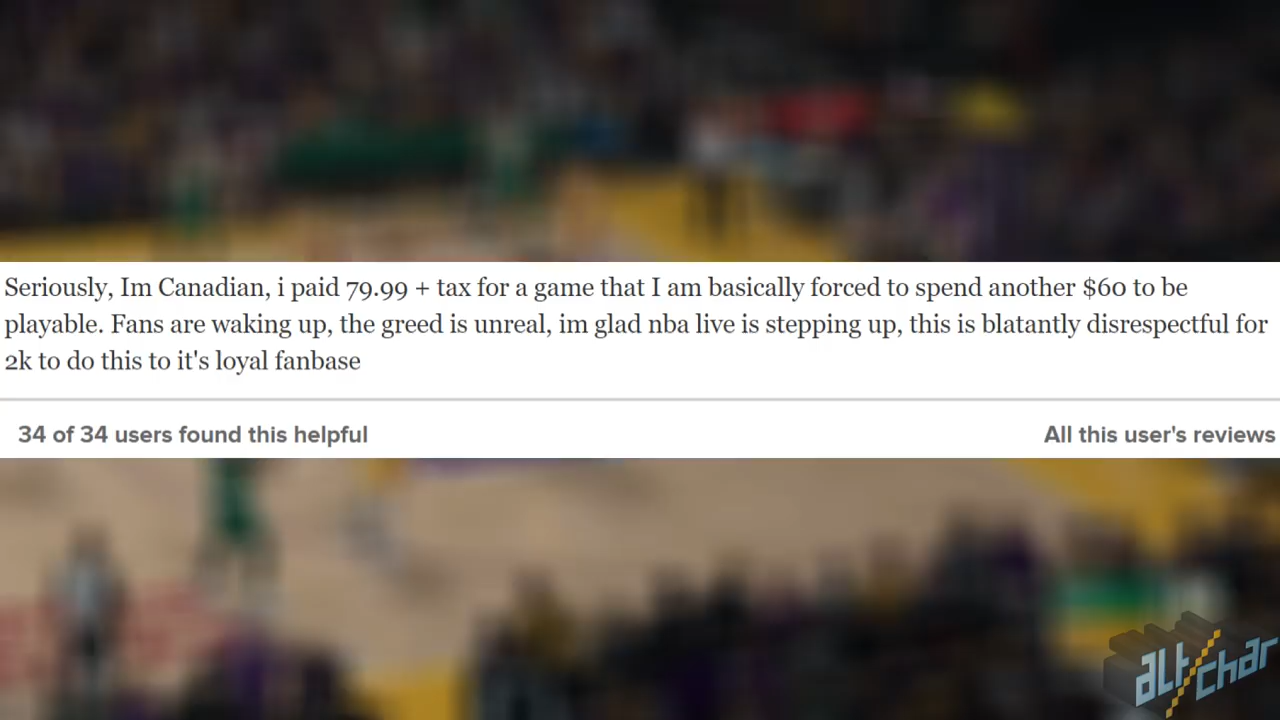 Seriously, Im Canadian, i paid 79.99 + tax for a game that I am basically forced to spend another $60 to be
playable. Fans are waking up, the greed is unreal, im glad nba live is stepping up, this is blatantly disrespectful for
2k to do this to it's loyal fanbase
34 of 34 users found this helpful
All this user's reviews
aLt char